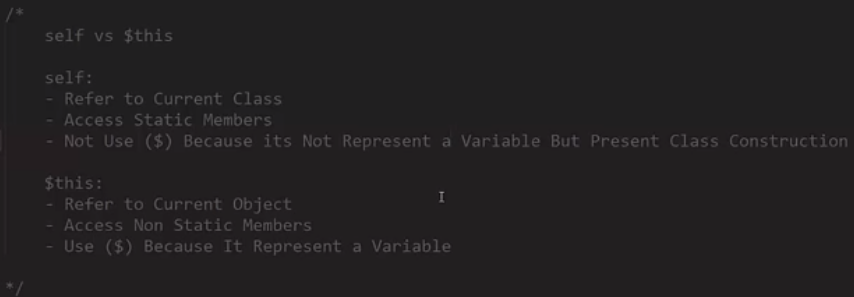 /*
self vs $this
self:
- Refer to Current Class
- Access Static Members
- Not Use ($) Because its Not Represent a Variable But Present Class Construction
$this:
- Refer to Current Object
- Access Non Static Members
- Use ($) Because It Represent a Variable
*/